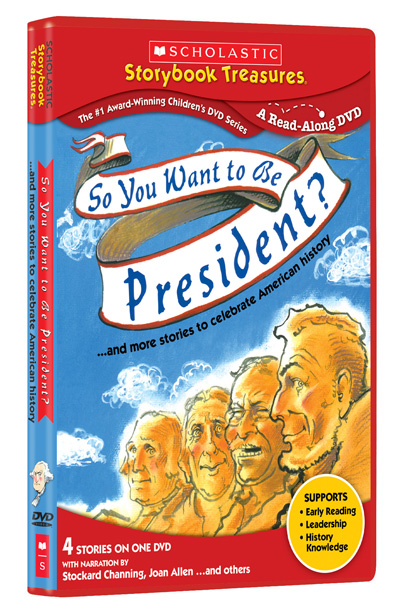 SCHOLASTIC
Storybook Treasures
The #1 Award-Winning Children's DVD Series
A Read-Along DVD
So You Want to Be
President?
...and more stories to celebrate American history
SUPPORTS
• Early Reading
• Leadership
• History
Knowledge
4 STORIES ON ONE DVD
WITH NARRATION BY
Stockard Channing, Joan Allen ...and others
SCHOLASTIC
Storybook
Treasures
So You Want to Be President?
...and more stories to celebrate American history
DVD
S